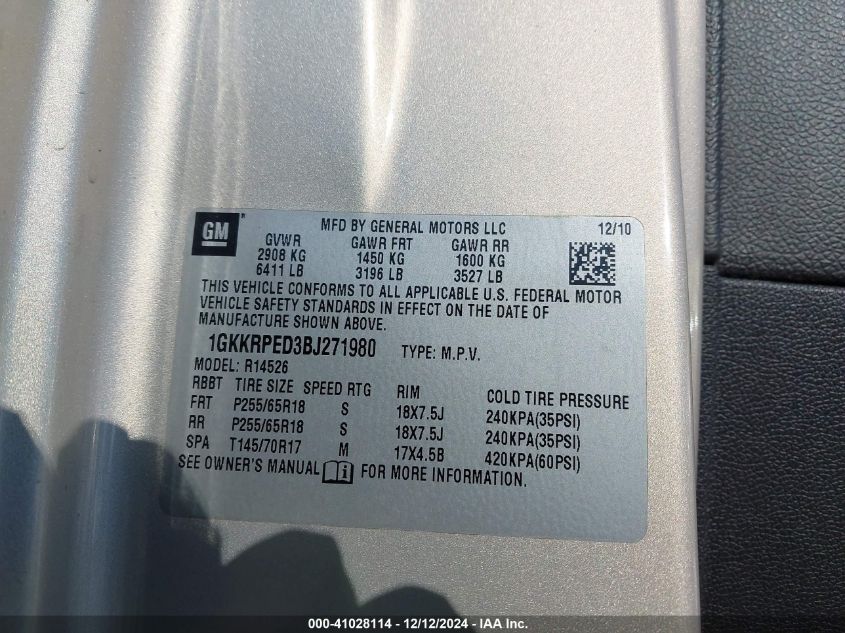 GM ® MFD BY GENERAL MOTORS LLC 12/10
GVWR GAWR FRT GAWR RR
2908 KG 1450 KG 1600 KG
6411 LB 3196 LB 3527 LB
THIS VEHICLE CONFORMS TO ALL APPLICABLE U.S. FEDERAL MOTOR
VEHICLE SAFETY STANDARDS IN EFFECT ON THE DATE OF
MANUFACTURE SHOWN ABOVE.
1GKKRPED3BJ271980 TYPE: M.P.V.
MODEL: R14526
RBBT TIRE SIZE SPEED RTG RIM COLD TIRE PRESSURE
FRT P255/65R18 S 18X7.5J 240KPA(35PSI)
RR P255/65R18 S 18X7.5J 240KPA(35PSI)
SPA T145/70R17 M 17X4.5B 420KPA(60PSI)
SEE OWNER'S MANUAL FOR MORE INFORMATION.
000-41028114 - 12/12/2024 - IAA Inc.